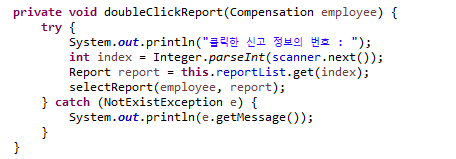 private void doubleClickReport(Compensation employee) {
    try {
        System.out.println("클릭한 신고 정보의 번호 : ");
        int index = Integer.parseInt(scanner.next());
        Report report = this.reportList.get(index);
        selectReport(employee, report);
    } catch (NotExistException e) {
        System.out.println(e.getMessage());
    }
}